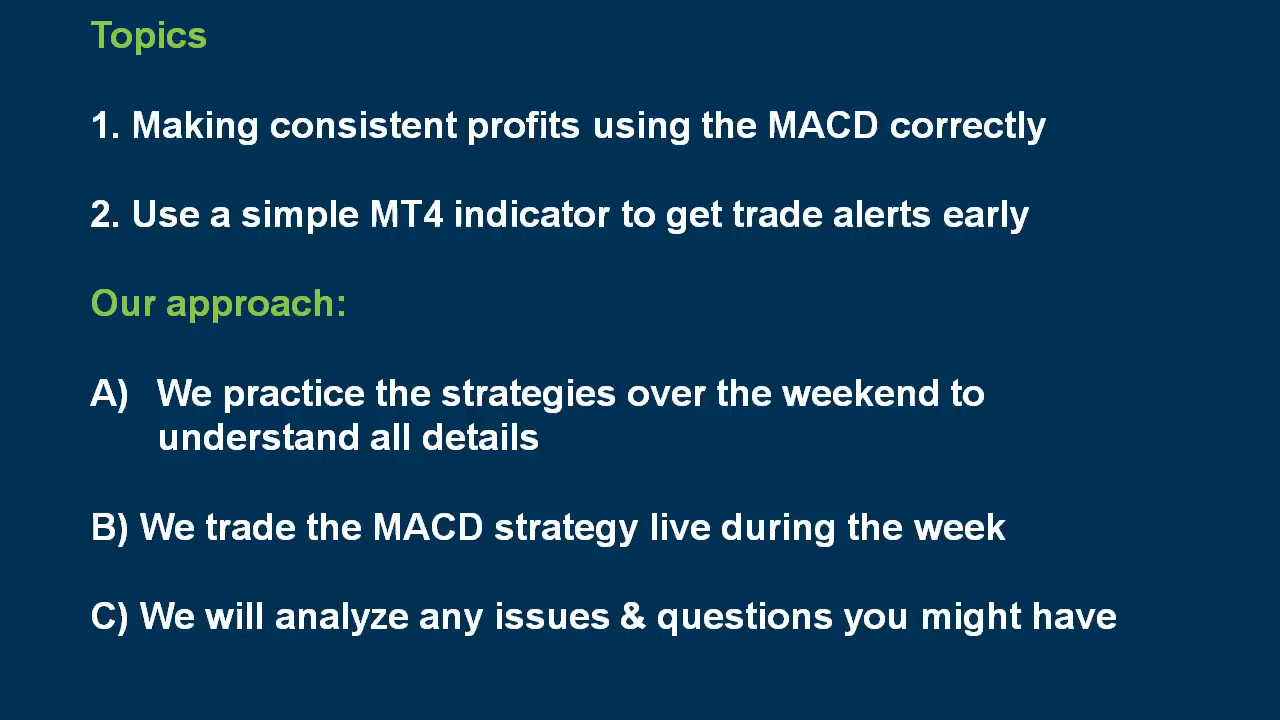 Topics
1. Making consistent profits using the MACD correctly
2. Use a simple MT4 indicator to get trade alerts early
Our approach:
A) We practice the strategies over the weekend to
understand all details
B) We trade the MACD strategy live during the week
C) We will analyze any issues & questions you might have